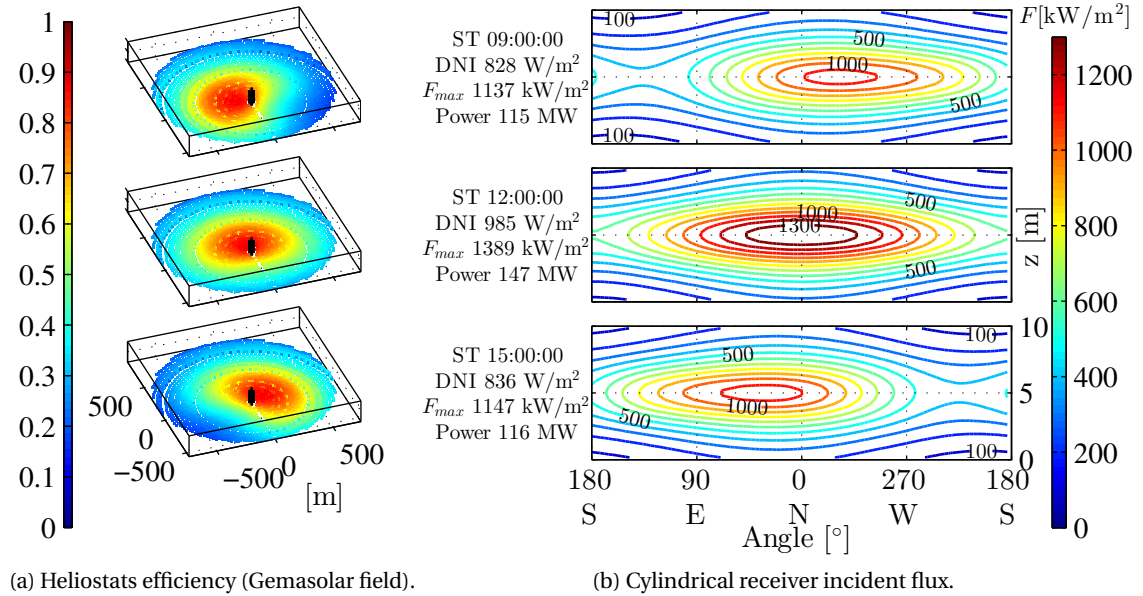 1
0.9
0.8
0.7
0.6
0.5
0.4
0.3
0.2
0.1
0
500
0
−500
−500
0
500
[m]
ST 09:00:00
DNI 828 W/m²
Fmax 1137 kW/m²
Power 115 MW
ST 12:00:00
DNI 985 W/m²
Fmax 1389 kW/m²
Power 147 MW
ST 15:00:00
DNI 836 W/m²
Fmax 1147 kW/m²
Power 116 MW
100
500
1000
500
100
500
1000
1300
500
100
500
1000
500
100
10
5
0
z [m]
180 90 0 270 180
S E N W S
Angle [°]
F[kW/m²]
1200
1000
800
600
400
200
0
(a) Heliostats efficiency (Gemasolar field).
(b) Cylindrical receiver incident flux.